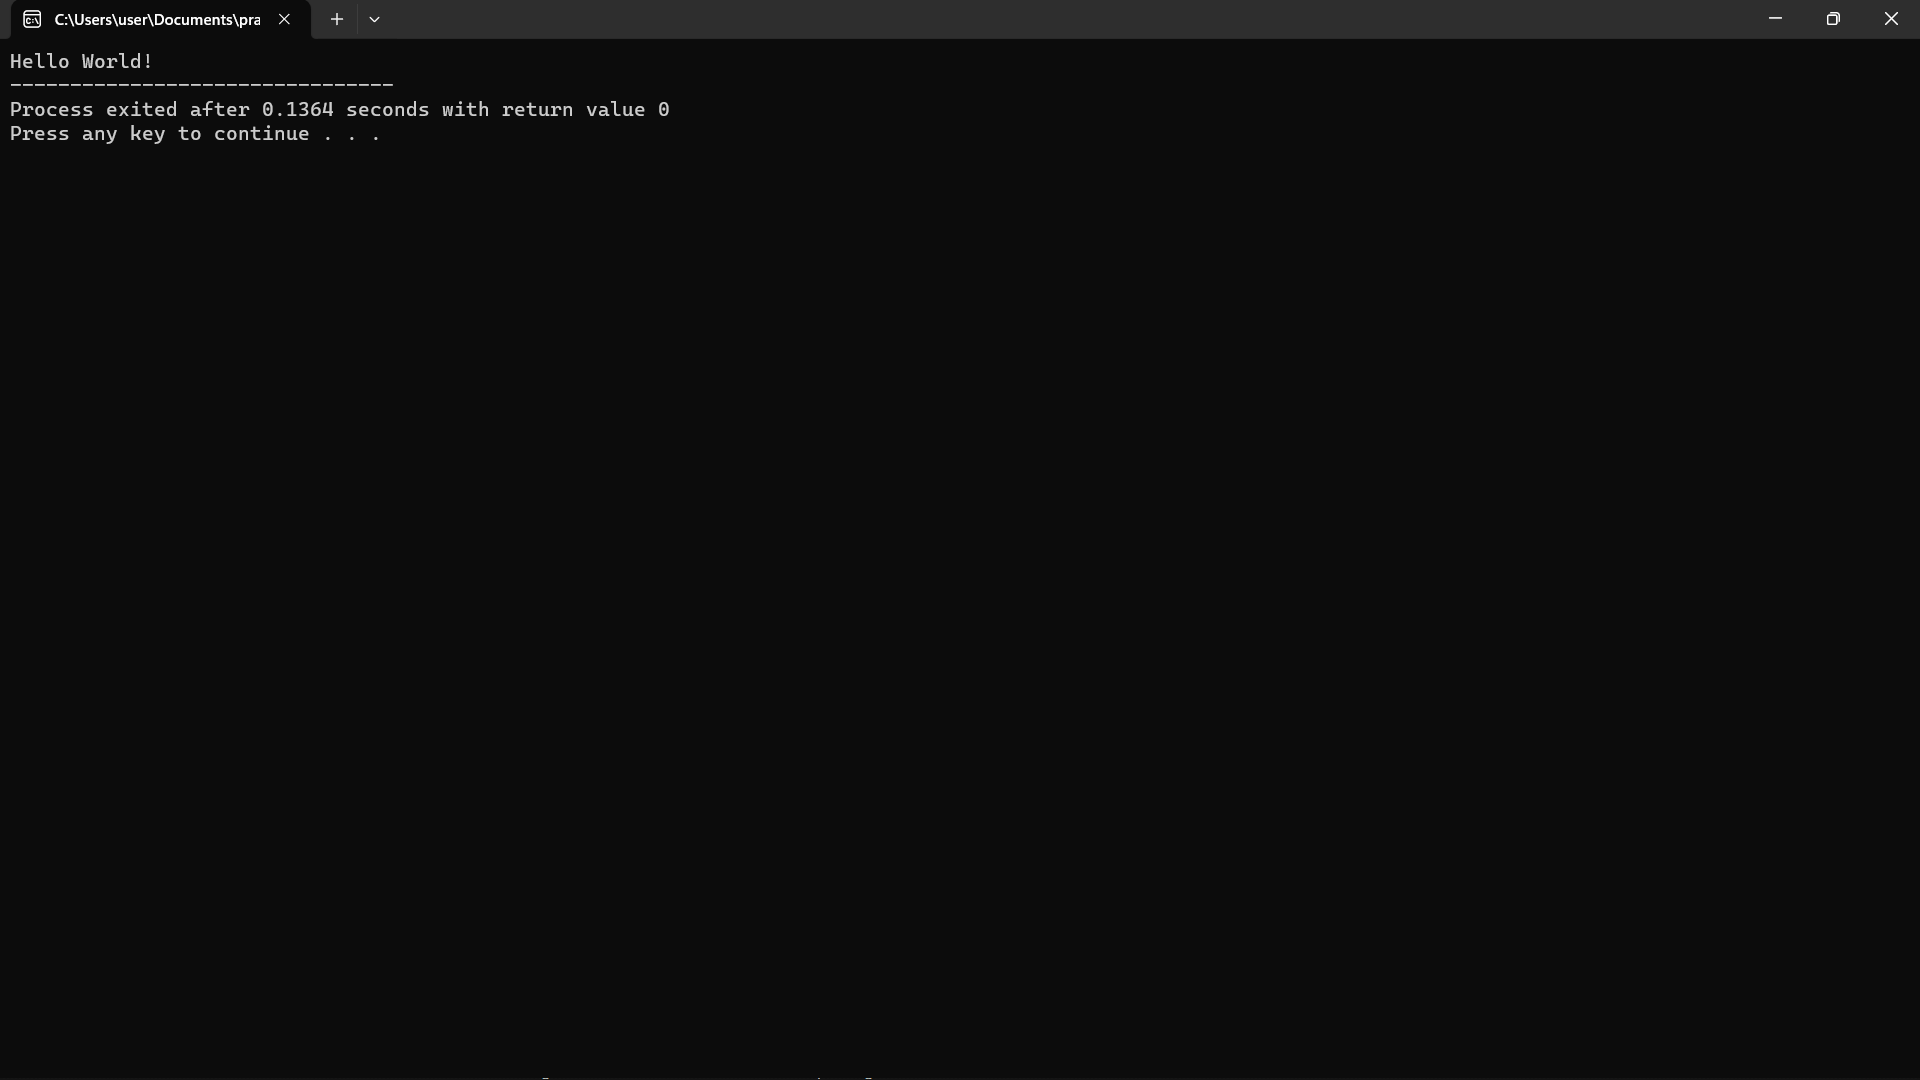 C:\Users\user\Documents\pra
Hello World!
--------------------------------
Process exited after 0.1364 seconds with return value 0
Press any key to continue . . .